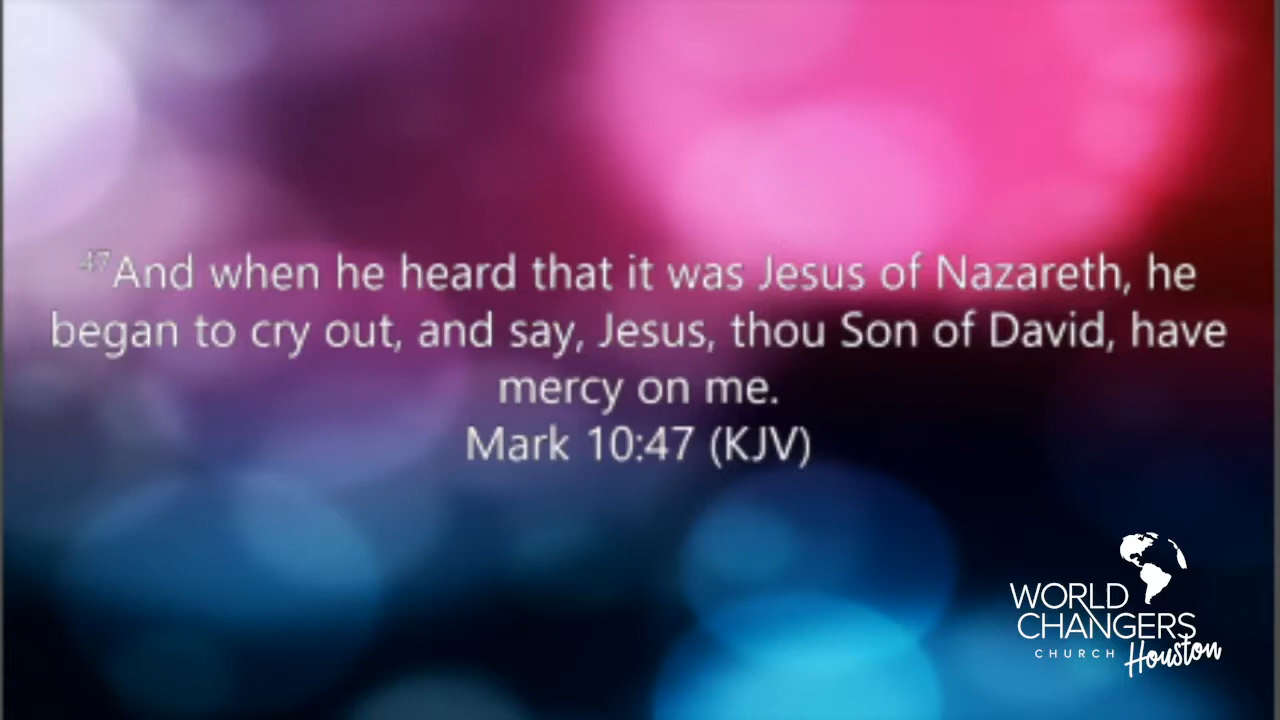 47And when he heard that it was Jesus of Nazareth, he
began to cry out, and say, Jesus, thou Son of David, have
mercy on me.
Mark 10:47 (KJV)
WORLD
CHANGERS
CHURCH Houston